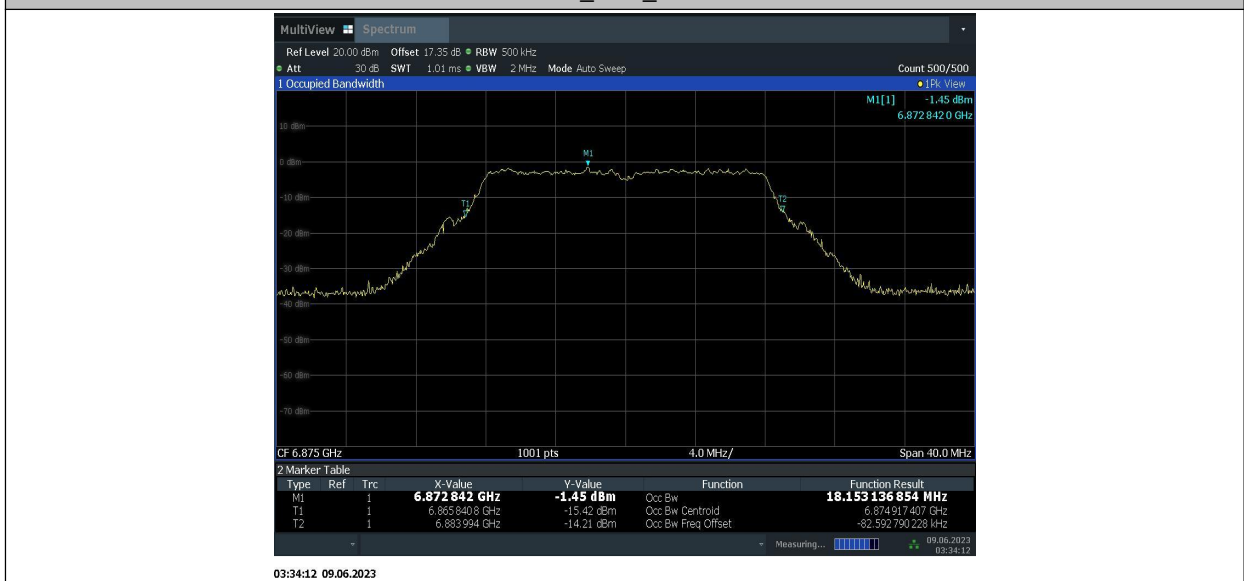 MultiView Spectrum
Ref Level 20.00 dBm Offset 17.35 dB RBW 500 kHz
Att 30 dB SWT 1.01 ms VBW 2 MHz Mode Auto Sweep Count 500/500
1 Occupied Bandwidth 1Pk View
M1[1] -1.45 dBm
6.872 842 0 GHz
10 dBm
M1
0 dBm
-10 dBm
T1
T2
-20 dBm
-30 dBm
-40 dBm
-50 dBm
-60 dBm
-70 dBm
CF 6.875 GHz 1001 pts 4.0 MHz/ Span 40.0 MHz
2 Marker Table
Type Ref Trc X-Value Y-Value Function Function Result
M1 1 6.872 842 GHz -1.45 dBm Occ Bw 18.153 136 854 MHz
T1 1 6.865 840 8 GHz -15.42 dBm Occ Bw Centroid 6.874 917 407 GHz
T2 1 6.883 994 GHz -14.21 dBm Occ Bw Freq Offset -82.592 790 228 kHz
Measuring... 09.06.2023
03:34:12
03:34:12 09.06.2023